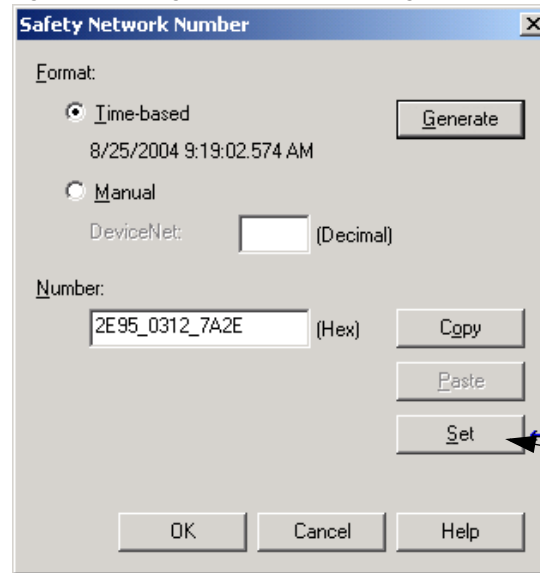 Safety Network Number
Format:
Time-based
Generate
8/25/2004 9:19:02.574 AM
Manual
DeviceNet:
(Decimal)
Number:
2E95_0312_7A2E
(Hex)
Copy
Paste
Set
OK
Cancel
Help